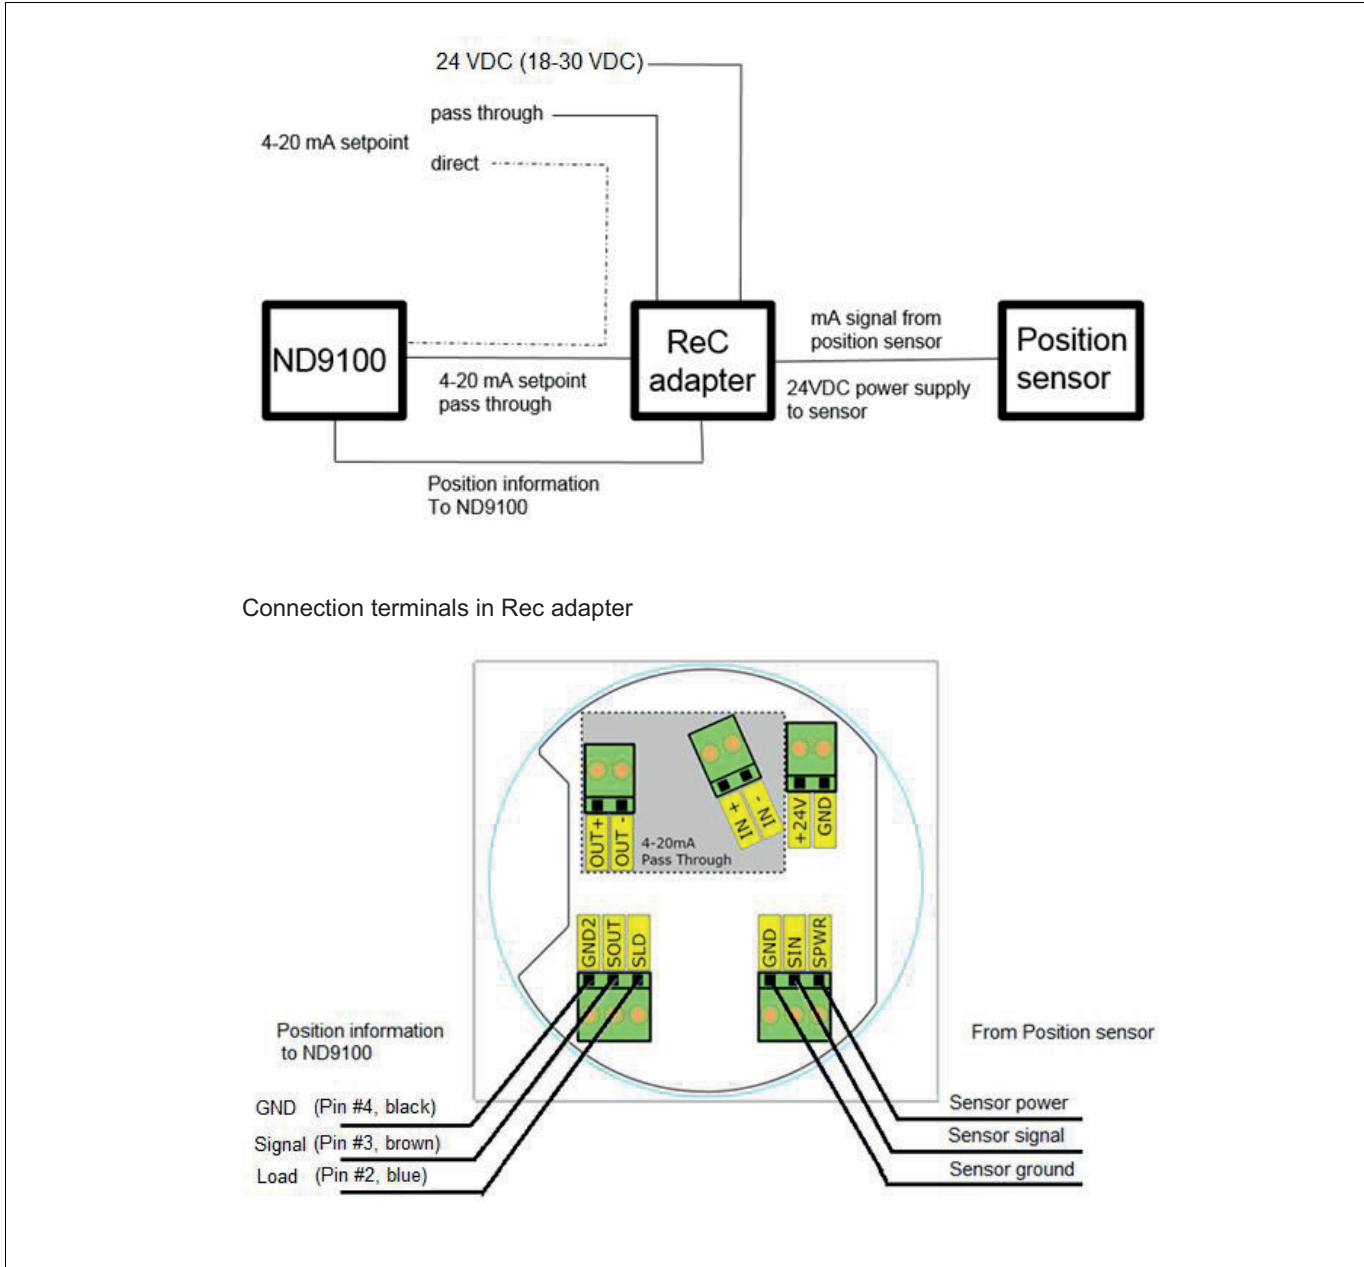 24 VDC (18-30 VDC)
pass through
4-20 mA setpoint
direct
ND9100
ReC
adapter
mA signal from
position sensor
Position
sensor
4-20 mA setpoint
pass through
24VDC power supply
to sensor
Position information
To ND9100
Connection terminals in Rec adapter
OUT+
OUT -
+ IN
- IN
+24V
GND
4-20mA
Pass Through
GND2
SOUT
SLD
GND
SIN
SPWR
Position information
to ND9100
From Position sensor
GND (Pin #4, black)
Signal (Pin #3, brown)
Load (Pin #2, blue)
Sensor power
Sensor signal
Sensor ground